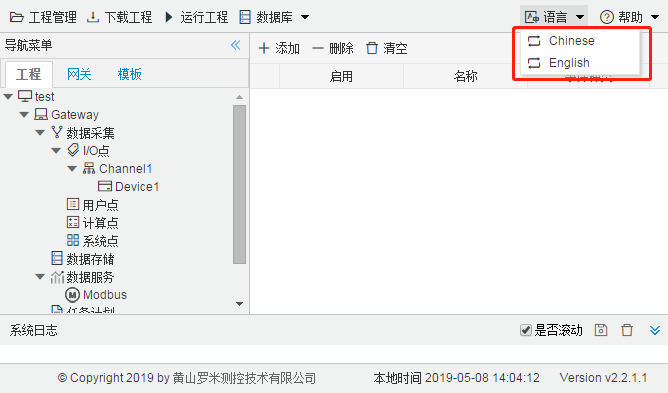 工程管理 下载工程 运行工程 数据库 语言 帮助
Chinese
English
导航菜单
添加 删除 清空
工程 网关 模板
启用 名称
test
Gateway
数据采集
I/O点
Channel1
Device1
用户点
计算点
系统点
数据存储
数据服务
Modbus
任务计划
系统日志 是否滚动
© Copyright 2019 by 黄山罗米测控技术有限公司 本地时间 2019-05-08 14:04:12 Version v2.2.1.1